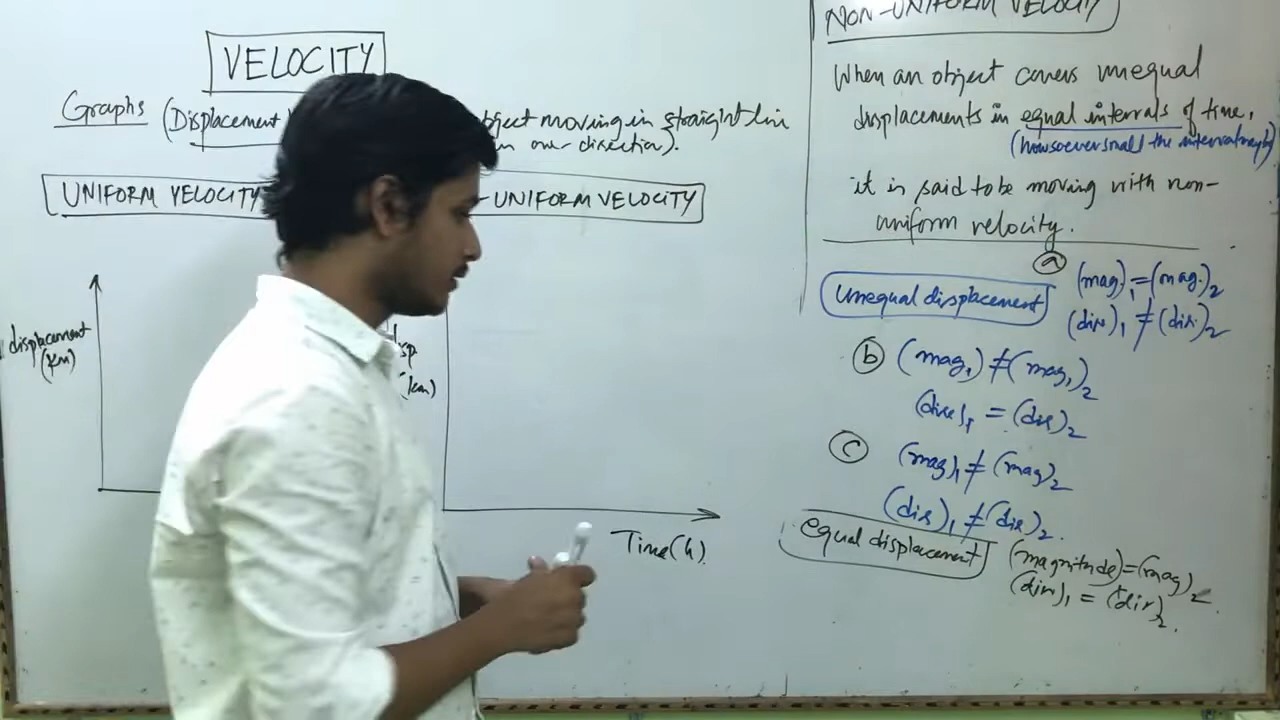 VELOCITY
Graphs (Displacement
object moving in straight line
in one direction).
UNIFORM VELOCITY
-UNIFORM VELOCITY
displacement
(km)
disp
(km)
Time(h).
NON-UNIFORM VELOCITY
When an object covers unequal
displacements in equal intervals of time,
(howsoever small the interval may be)
it is said to be moving with non-
uniform velocity.
unequal displacement
(a) (mag)₁=(mag.)₂
(dir)₁≠(dir)₂
(b) (mag₁)≠(mag₁)₂
(dir)₁=(dir)₂
(c) (mag)₁≠(mag)₂
(dir)₁≠(dir)₂.
equal displacement
(magnitude)₁=(mag)₂
(dir)₁=(dir)₂.